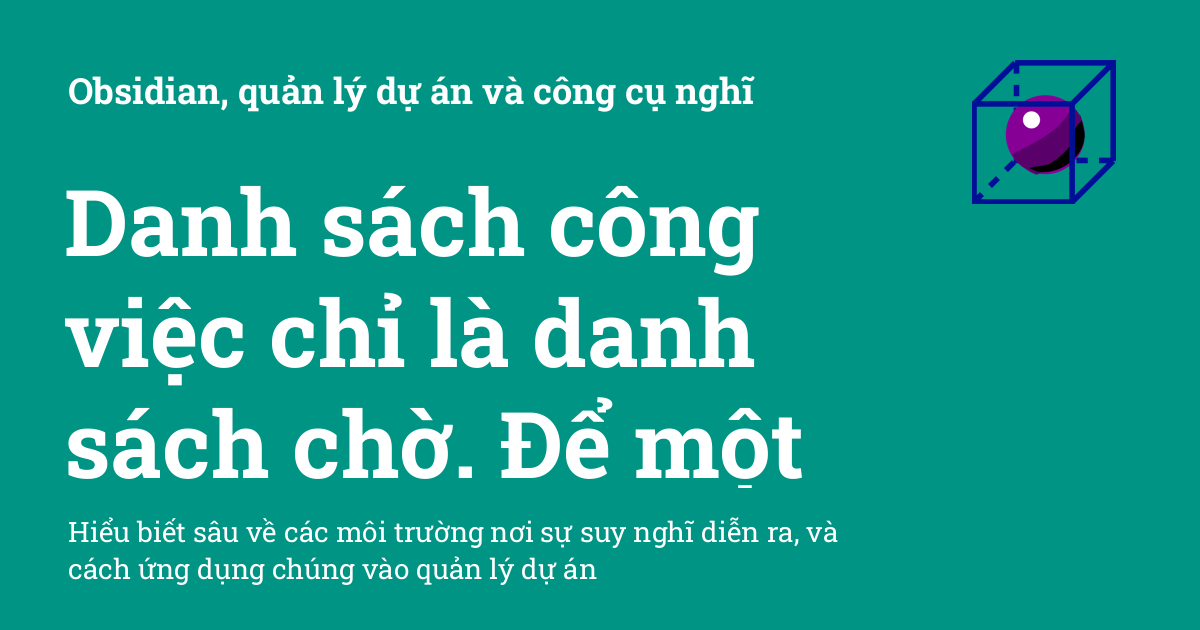 Obsidian, quản lý dự án và công cụ nghĩ
Danh sách công
việc chỉ là danh
sách chờ. Để một
Hiểu biết sâu về các môi trường nơi sự suy nghĩ diễn ra, và
cách ứng dụng chúng vào quản lý dự án